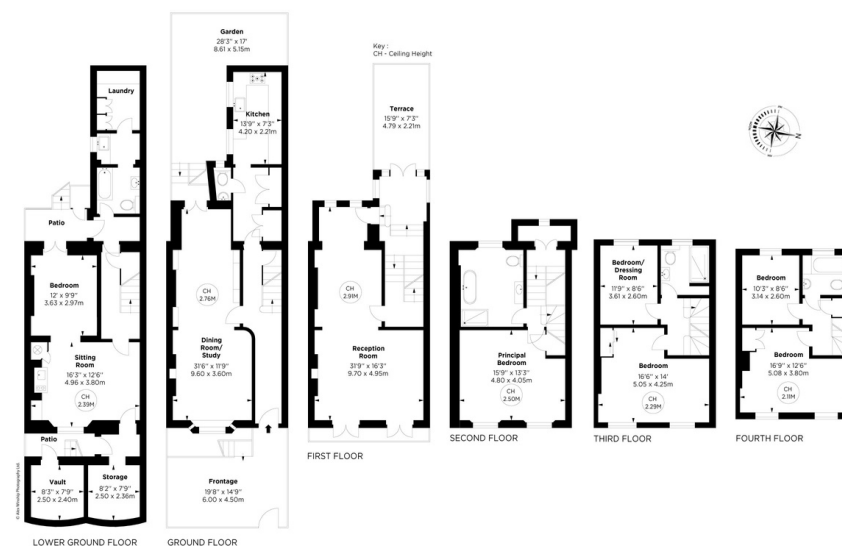 Garden
28'3" x 17'
8.61 x 5.15m
Key :
CH - Ceiling Height
Laundry
Kitchen
13'9" x 7'3"
4.20 x 2.21m
Terrace
15'9" x 7'3"
4.79 x 2.21m
N
Patio
Bedroom
12' x 9'9"
3.63 x 2.97m
CH
2.76M
CH
2.91M
Bedroom/
Dressing
Room
11'9" x 8'6"
3.61 x 2.60m
Bedroom
10'3" x 8'6"
3.14 x 2.60m
Sitting
Room
16'3" x 12'6"
4.96 x 3.80m
CH
2.39M
Dining
Room/
Study
31'6" x 11'9"
9.60 x 3.60m
Reception
Room
31'9" x 16'3"
9.70 x 4.95m
Principal
Bedroom
15'9" x 13'3"
4.80 x 4.05m
CH
2.50M
Bedroom
16'6" x 14'
5.05 x 4.25m
CH
2.29M
Bedroom
16'9" x 12'6"
5.08 x 3.80m
CH
2.11M
Patio
Vault
8'3" x 7'9"
2.50 x 2.40m
Storage
8'2" x 7'9"
2.50 x 2.36m
Frontage
19'8" x 14'9"
6.00 x 4.50m
LOWER GROUND FLOOR
GROUND FLOOR
FIRST FLOOR
SECOND FLOOR
THIRD FLOOR
FOURTH FLOOR